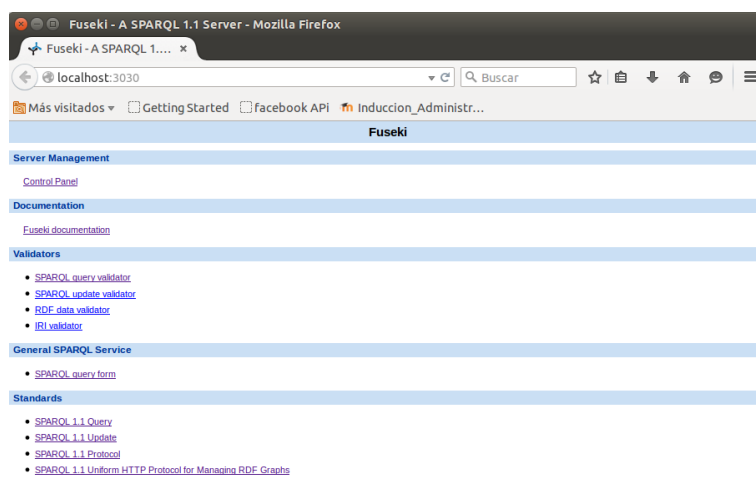 Fuseki - A SPARQL 1.1 Server - Mozilla Firefox
Fuseki - A SPARQL 1.... ×
localhost:3030
Buscar
Más visitados
Getting Started
facebook APi
Induccion_Administr...
Fuseki
Server Management
Control Panel
Documentation
Fuseki documentation
Validators
SPARQL query validator
SPARQL update validator
RDF data validator
IRI validator
General SPARQL Service
SPARQL query form
Standards
SPARQL 1.1 Query
SPARQL 1.1 Update
SPARQL 1.1 Protocol
SPARQL 1.1 Uniform HTTP Protocol for Managing RDF Graphs